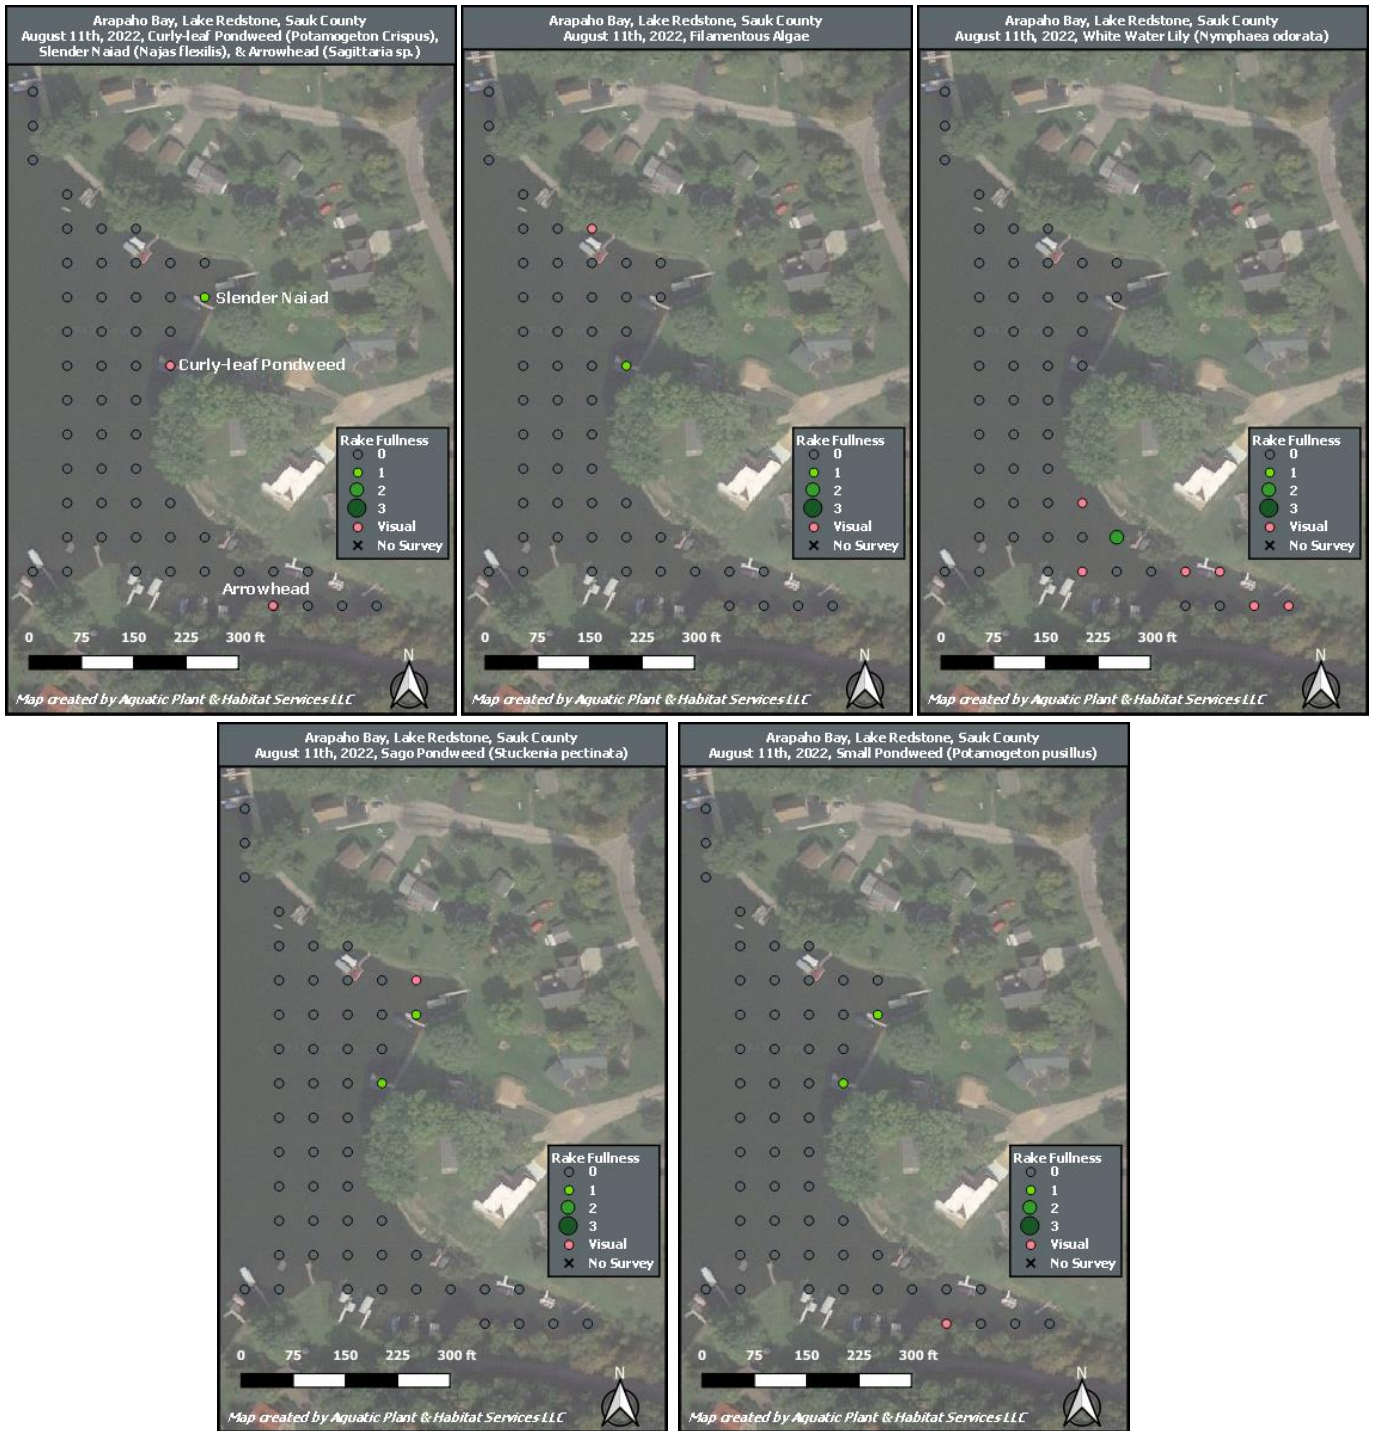 Arapaho Bay, Lake Redstone, Sauk County
August 11th, 2022, Curly-leaf Pondweed (Potamogeton Crispus),
Slender Naiad (Najas flexilis), & Arrowhead (Sagittaria sp.)
Slender Naiad
Curly-leaf Pondweed
Rake Fullness
0
1
2
3
Visual
No Survey
Arrowhead
0 75 150 225 300 ft
N
Map created by Aquatic Plant & Habitat Services LLC
Arapaho Bay, Lake Redstone, Sauk County
August 11th, 2022, Filamentous Algae
Rake Fullness
0
1
2
3
Visual
No Survey
0 75 150 225 300 ft
N
Map created by Aquatic Plant & Habitat Services LLC
Arapaho Bay, Lake Redstone, Sauk County
August 11th, 2022, White Water Lily (Nymphaea odorata)
Rake Fullness
0
1
2
3
Visual
No Survey
0 75 150 225 300 ft
N
Map created by Aquatic Plant & Habitat Services LLC
Arapaho Bay, Lake Redstone, Sauk County
August 11th, 2022, Sago Pondweed (Stuckenia pectinata)
Rake Fullness
0
1
2
3
Visual
No Survey
0 75 150 225 300 ft
N
Map created by Aquatic Plant & Habitat Services LLC
Arapaho Bay, Lake Redstone, Sauk County
August 11th, 2022, Small Pondweed (Potamogeton pusillus)
Rake Fullness
0
1
2
3
Visual
No Survey
0 75 150 225 300 ft
N
Map created by Aquatic Plant & Habitat Services LLC